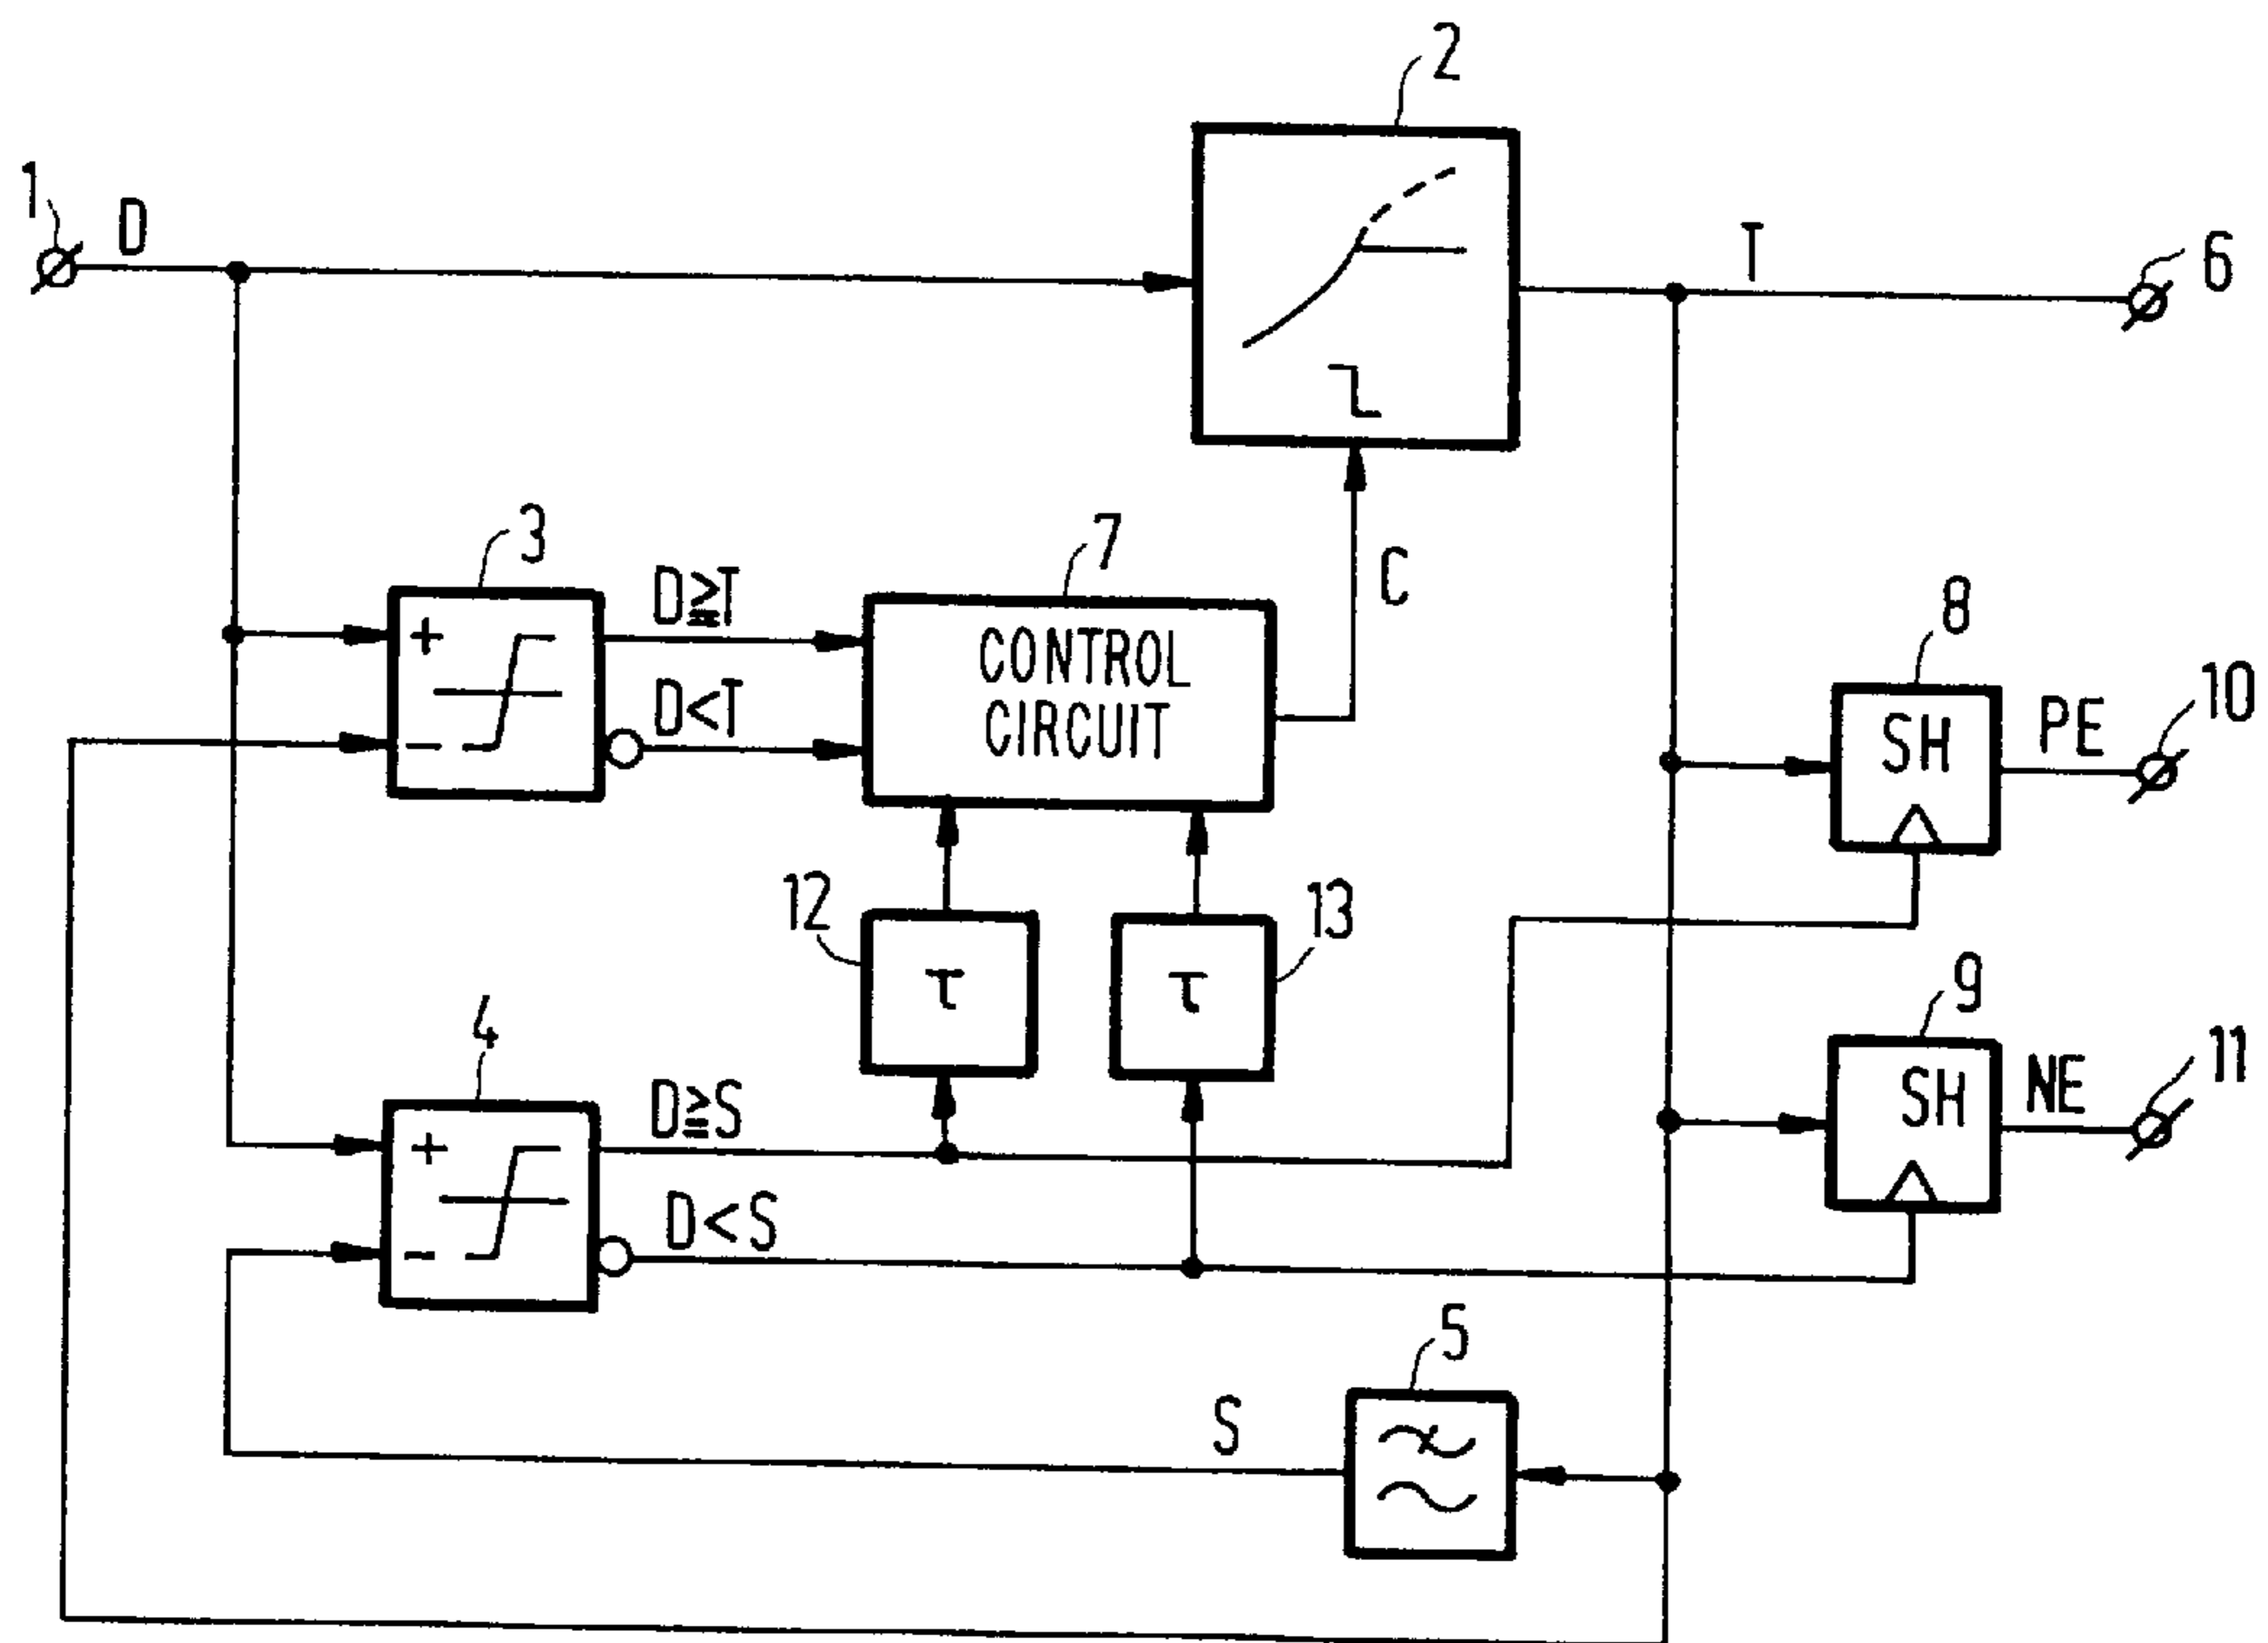 2
1
D
T
6
3
D≧T
7
C
+
CONTROL
CIRCUIT
D<T
−
8
SH
PE
10
12
τ
13
τ
9
SH
NE
11
4
D≧S
+
D<S
−
5
S